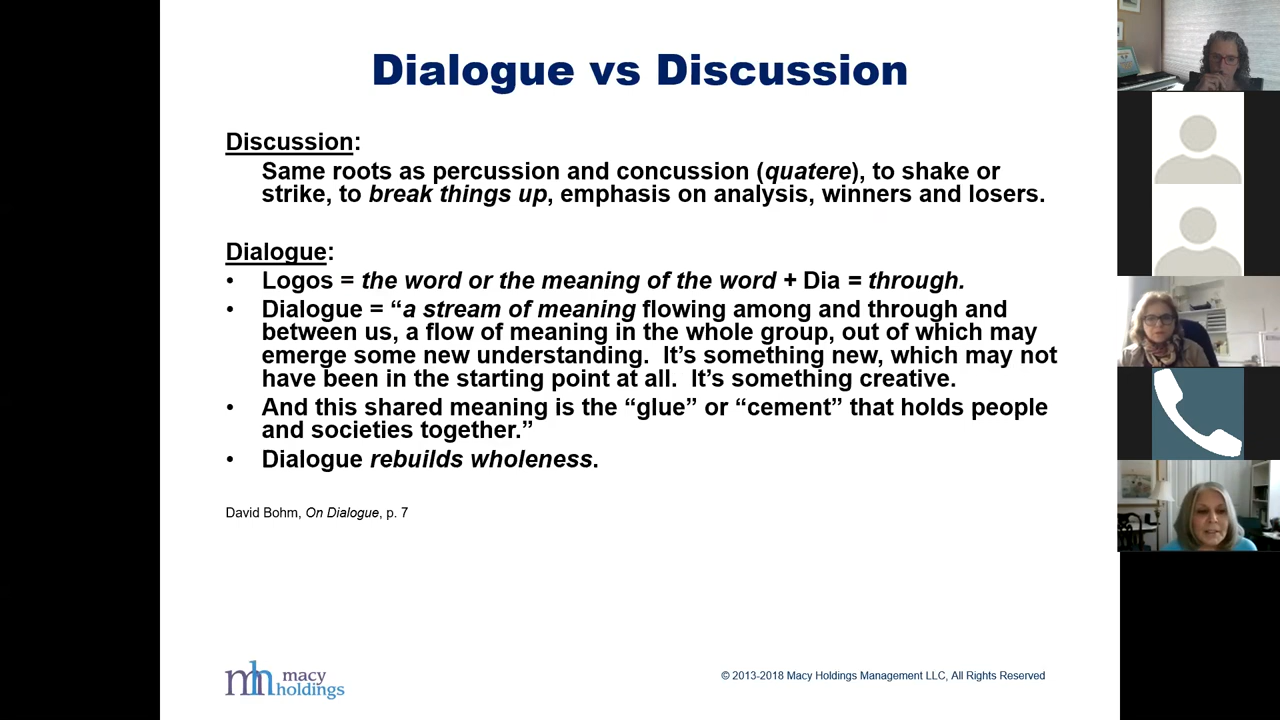 Dialogue vs Discussion
Discussion:
Same roots as percussion and concussion (quatere), to shake or
strike, to break things up, emphasis on analysis, winners and losers.
Dialogue:
• Logos = the word or the meaning of the word + Dia = through.
• Dialogue = “a stream of meaning flowing among and through and
between us, a flow of meaning in the whole group, out of which may
emerge some new understanding.  It’s something new, which may not
have been in the starting point at all.  It’s something creative.
• And this shared meaning is the “glue” or “cement” that holds people
and societies together.”
• Dialogue rebuilds wholeness.
David Bohm, On Dialogue, p. 7
mh macy
holdings
© 2013-2018 Macy Holdings Management LLC, All Rights Reserved